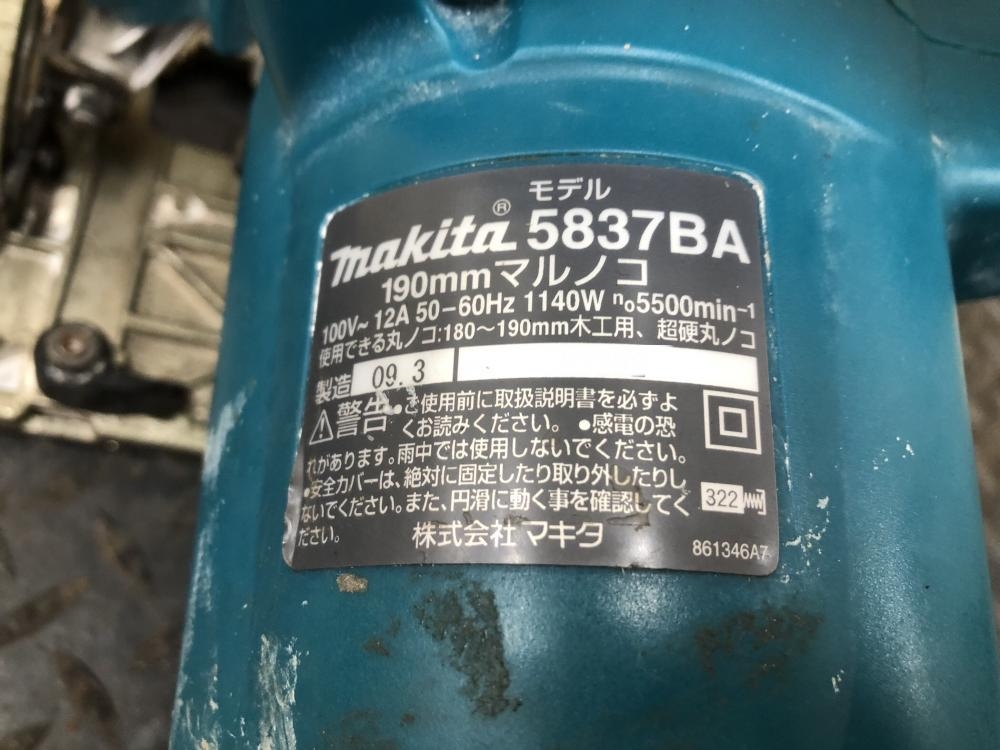 モデル
makita® 5837BA
190mmマルノコ
100V~ 12A 50-60Hz 1140W n₀5500min⁻¹
使用できる丸ノコ:180～190mm木工用、超硬丸ノコ
製造 09.3
⚠警告 ●ご使用前に取扱説明書を必ずよ
くお読みください。 ●感電の恐
れがあります。雨中では使用しないでください。
●安全カバーは、絶対に固定したり取り外したりし
ないでください。また、円滑に動く事を確認してく
ださい。
322
株式会社 マキタ
861346A7